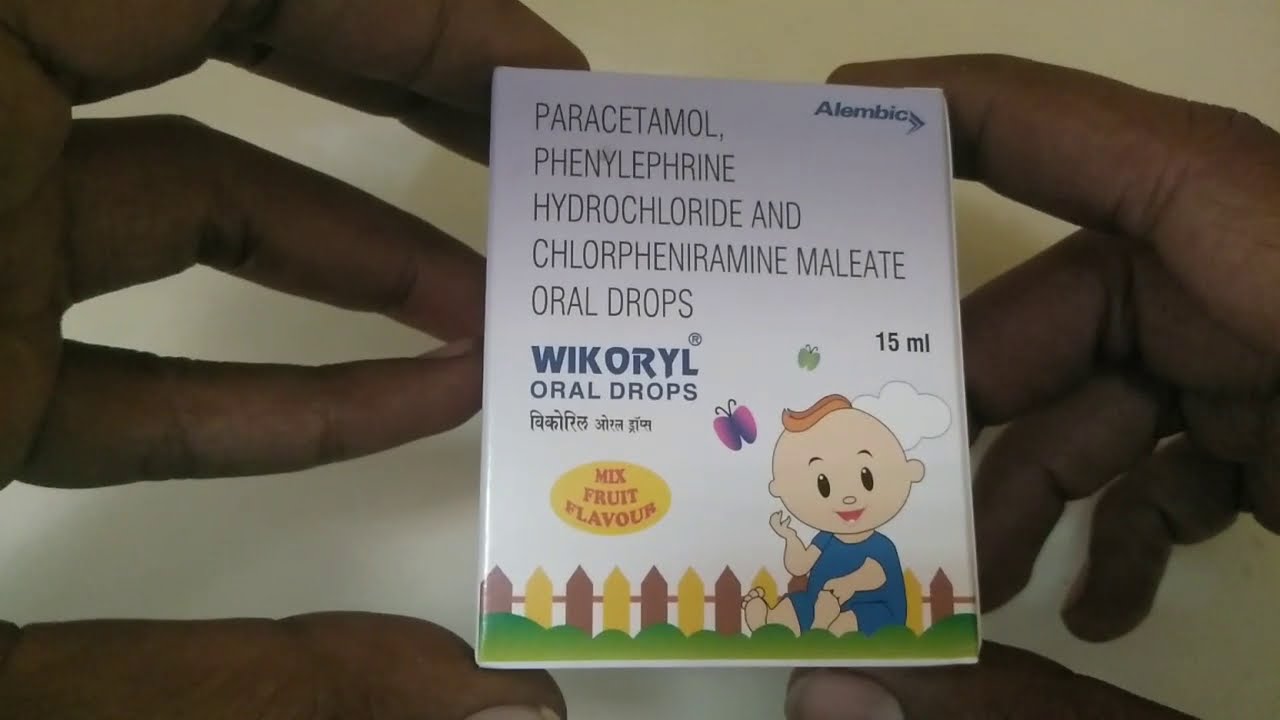 Alembic
PARACETAMOL,
PHENYLEPHRINE
HYDROCHLORIDE AND
CHLORPHENIRAMINE MALEATE
ORAL DROPS
15 ml
WIKORYL®
ORAL DROPS
विकोरिल ओरल ड्रॉप्स
MIX
FRUIT
FLAVOUR